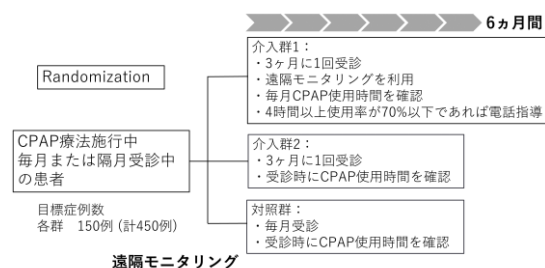 6ヵ月間
Randomization
介入群1：
・3ヶ月に1回受診
・遠隔モニタリングを利用
・毎月CPAP使用時間を確認
・4時間以上使用率が70%以下であれば電話指導
CPAP療法施行中
毎月または隔月受診中
の患者
介入群2：
・3ヶ月に1回受診
・受診時にCPAP使用時間を確認
目標症例数
各群　150例 (計450例)
対照群：
・毎月受診
・受診時にCPAP使用時間を確認
遠隔モニタリング